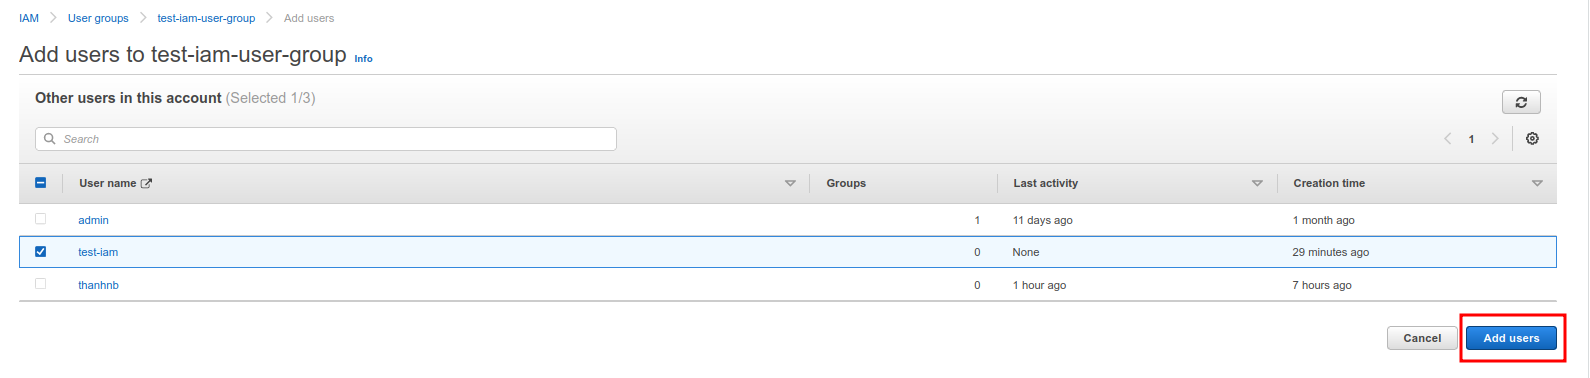 IAM > User groups > test-iam-user-group > Add users
Add users to test-iam-user-group Info
Other users in this account (Selected 1/3)
Search
1
User name Groups Last activity Creation time
admin 1 11 days ago 1 month ago
test-iam 0 None 29 minutes ago
thanhnb 0 1 hour ago 7 hours ago
Cancel Add users